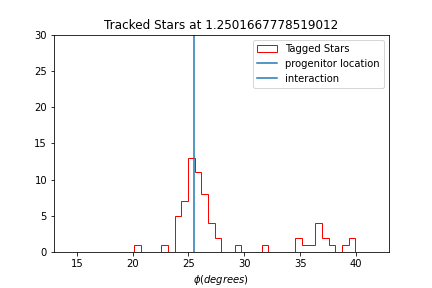 Tracked Stars at 1.2501667778519012
30
25
20
15
10
5
0
Tagged Stars
progenitor location
interaction
15 20 25 30 35 40
ϕ(degrees)